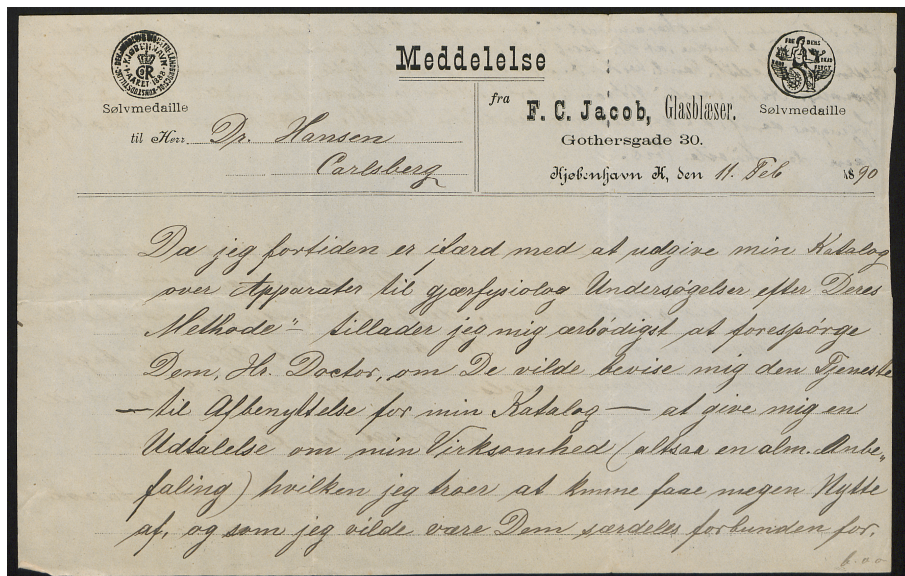 Meddelelse
Sølvmedaille
fra F. C. Jacob, Glasblæser.
Sølvmedaille
til Herr Dr. Hansen
Gothersgade 30.
Carlsberg
Kjøbenhavn K, den 11. Feb 1890
Da jeg fortiden er ifærd med at udgive min Katalog
over Apparater til gjærfysiolog Undersøgelser efter Deres
Methode" tillader jeg mig ærbødigst at forespørge
Dem, Hr. Doctor, om De vilde bevise mig den Tjeneste
— til Afbenyttelse for min Katalog — at give mig en
Udtalelse om min Virksomhed (altsaa en alm. Anbe„
faling) hvilken jeg troer at kunne faae megen Nytte
af, og som jeg vilde være Dem særdeles forbunden for.